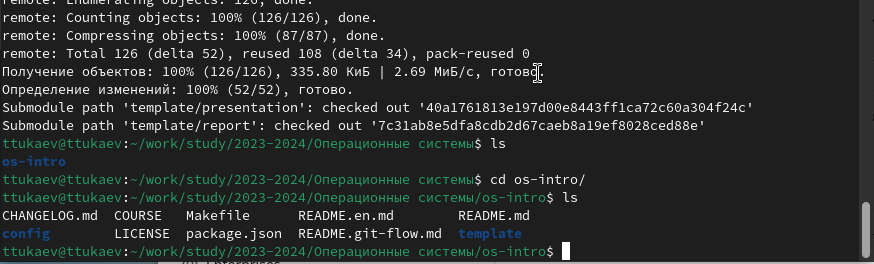 remote: Enumerating objects: 126, done.
remote: Counting objects: 100% (126/126), done.
remote: Compressing objects: 100% (87/87), done.
remote: Total 126 (delta 52), reused 108 (delta 34), pack-reused 0
Получение объектов: 100% (126/126), 335.80 КиБ | 2.69 МиБ/с, готово.
Определение изменений: 100% (52/52), готово.
Submodule path 'template/presentation': checked out '40a1761813e197d00e8443ff1ca72c60a304f24c'
Submodule path 'template/report': checked out '7c31ab8e5dfa8cdb2d67caeb8a19ef8028ced88e'
ttukaev@ttukaev:~/work/study/2023-2024/Операционные системы$ ls
os-intro
ttukaev@ttukaev:~/work/study/2023-2024/Операционные системы$ cd os-intro/
ttukaev@ttukaev:~/work/study/2023-2024/Операционные системы/os-intro$ ls
CHANGELOG.md COURSE Makefile README.en.md README.md
config LICENSE package.json README.git-flow.md template
ttukaev@ttukaev:~/work/study/2023-2024/Операционные системы/os-intro$